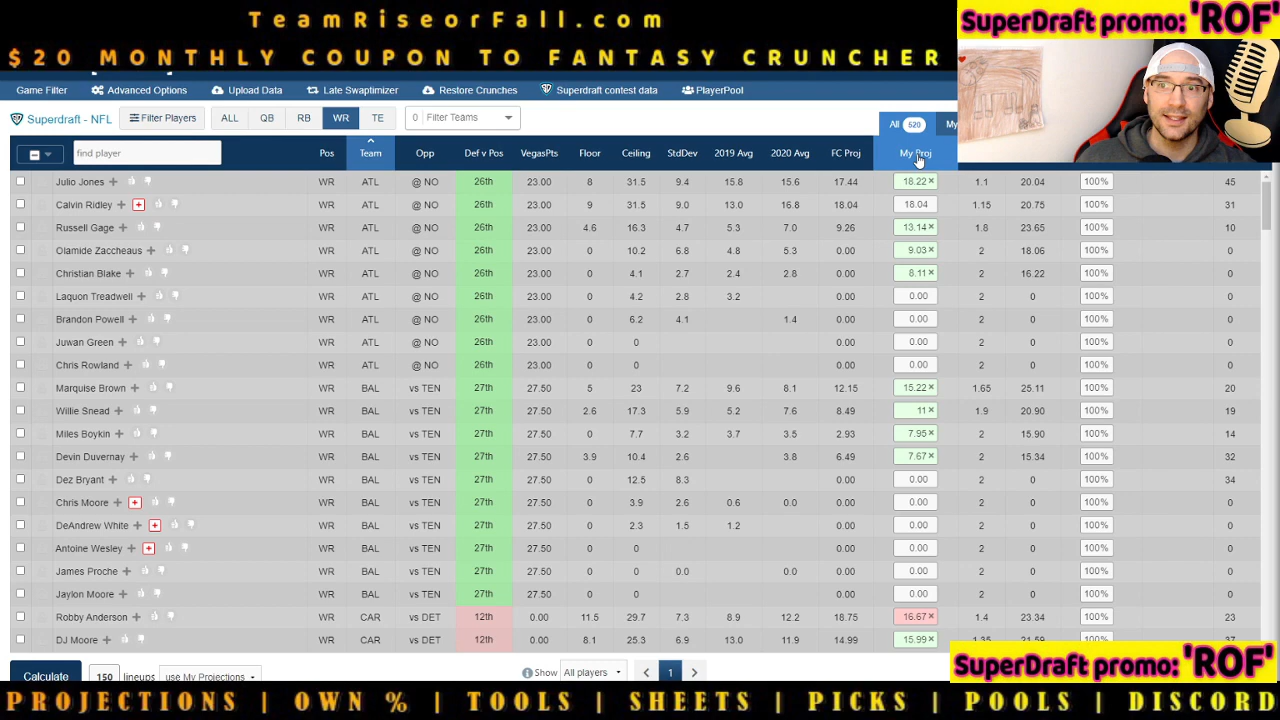 TeamRiseorFall.com
$20 MONTHLY COUPON TO FANTASY CRUNCHER
SuperDraft promo: 'ROF'
Game Filter Advanced Options Upload Data Late Swaptimizer Restore Crunches Superdraft contest data PlayerPool
Superdraft - NFL Filter Players ALL QB RB WR TE 0 Filter Teams All 520 My
find player Pos Team Opp Def v Pos VegasPts Floor Ceiling StdDev 2019 Avg 2020 Avg FC Proj My Proj
Julio Jones WR ATL @ NO 26th 23.00 8 31.5 9.4 15.8 15.6 17.44 18.22 × 1.1 20.04 100% 45
Calvin Ridley WR ATL @ NO 26th 23.00 9 31.5 9.0 13.0 16.8 18.04 18.04 1.15 20.75 100% 31
Russell Gage WR ATL @ NO 26th 23.00 4.6 16.3 4.7 5.3 7.0 9.26 13.14 × 1.8 23.65 100% 10
Olamide Zaccheaus WR ATL @ NO 26th 23.00 0 10.2 6.8 4.8 5.3 0.00 9.03 × 2 18.06 100% 0
Christian Blake WR ATL @ NO 26th 23.00 0 4.1 2.7 2.4 2.8 0.00 8.11 × 2 16.22 100% 0
Laquon Treadwell WR ATL @ NO 26th 23.00 0 4.2 2.8 3.2 0.00 0.00 2 0 100% 0
Brandon Powell WR ATL @ NO 26th 23.00 0 6.2 4.1 1.4 0.00 0.00 2 0 100% 0
Juwan Green WR ATL @ NO 26th 23.00 0 0 0.00 0.00 2 0 100% 0
Chris Rowland WR ATL @ NO 26th 23.00 0 0 0.00 0.00 2 0 100% 0
Marquise Brown WR BAL vs TEN 27th 27.50 5 23 7.2 9.6 8.1 12.15 15.22 × 1.65 25.11 100% 20
Willie Snead WR BAL vs TEN 27th 27.50 2.6 17.3 5.9 5.2 7.6 8.49 11 × 1.9 20.90 100% 19
Miles Boykin WR BAL vs TEN 27th 27.50 0 7.7 3.2 3.7 3.5 2.93 7.95 × 2 15.90 100% 14
Devin Duvernay WR BAL vs TEN 27th 27.50 3.9 10.4 2.6 3.8 6.49 7.67 × 2 15.34 100% 32
Dez Bryant WR BAL vs TEN 27th 27.50 0 12.5 8.3 0.00 0.00 2 0 100% 34
Chris Moore WR BAL vs TEN 27th 27.50 0 3.9 2.6 0.6 0.0 0.00 0.00 2 0 100% 0
DeAndrew White WR BAL vs TEN 27th 27.50 0 2.3 1.5 1.2 0.00 0.00 2 0 100% 0
Antoine Wesley WR BAL vs TEN 27th 27.50 0 0 0.00 0.00 2 0 100% 0
James Proche WR BAL vs TEN 27th 27.50 0 0 0.0 0.0 0.00 0.00 2 0 100% 0
Jaylon Moore WR BAL vs TEN 27th 27.50 0 0 0.00 0.00 2 0 100% 0
Robby Anderson WR CAR vs DET 12th 0.00 11.5 29.7 7.3 8.9 12.2 18.75 16.67 × 1.4 23.34 100% 23
DJ Moore WR CAR vs DET 12th 0.00 8.1 25.3 6.9 13.0 11.9 14.99 15.99 × 1.35 21.59 100% 37
Calculate 150 lineups use My Projections Show All players 1
SuperDraft promo: 'ROF'
PROJECTIONS | OWN % | TOOLS | SHEETS | PICKS | POOLS | DISCORD